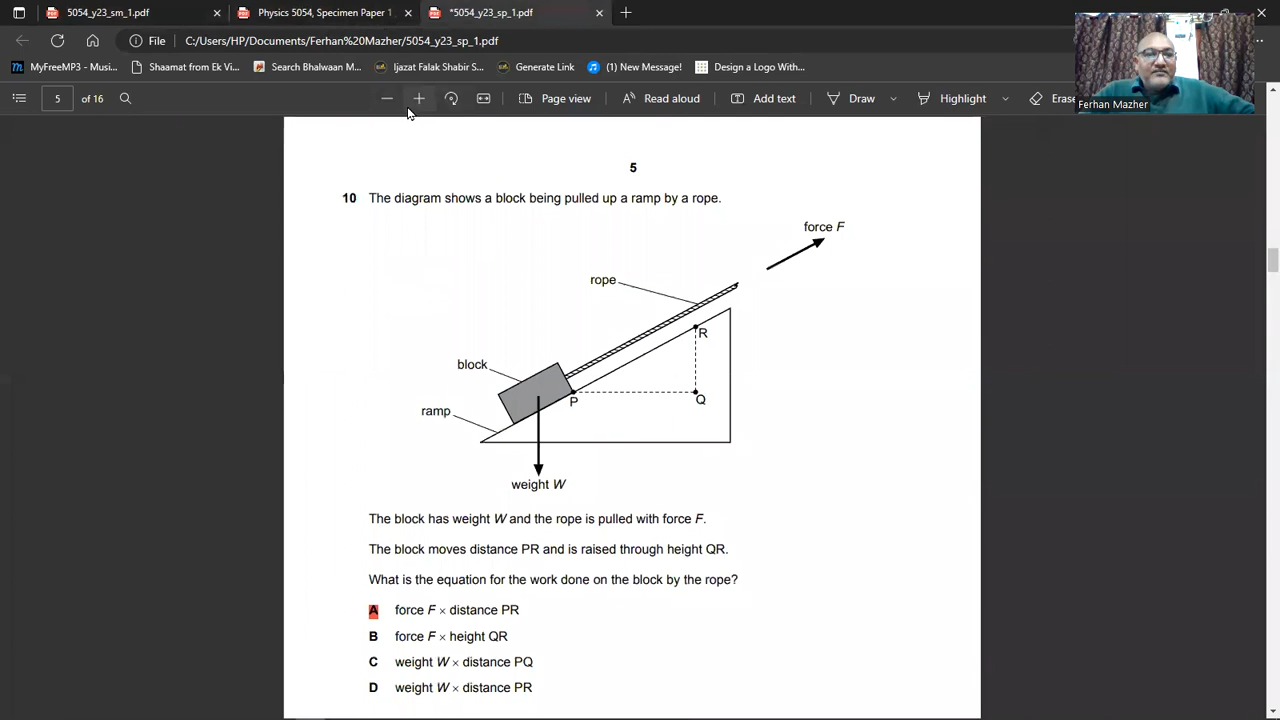 5054_y23_sm_1.pdf
Physics 5054, Specimen Paper 1
*5054_y23_sp_1.pdf
File
C:/Users/HP/Document
erhan%20Mazher/5054_y23_sp_
MyFreeMP3 - Musi...
Shaamat from Ek Vi...
Search Bhalwaan M...
Ijazat Falak Sh
Generate Link
(1) New Message!
Design a Logo With...
5 of 16
Page view
Read aloud
Add text
Draw
Highlight
Erase
Ferhan Mazher
5
10 The diagram shows a block being pulled up a ramp by a rope.
force F
rope
R
block
P
Q
ramp
weight W
The block has weight W and the rope is pulled with force F.
The block moves distance PR and is raised through height QR.
What is the equation for the work done on the block by the rope?
A force F × distance PR
B force F × height QR
C weight W × distance PQ
D weight W × distance PR